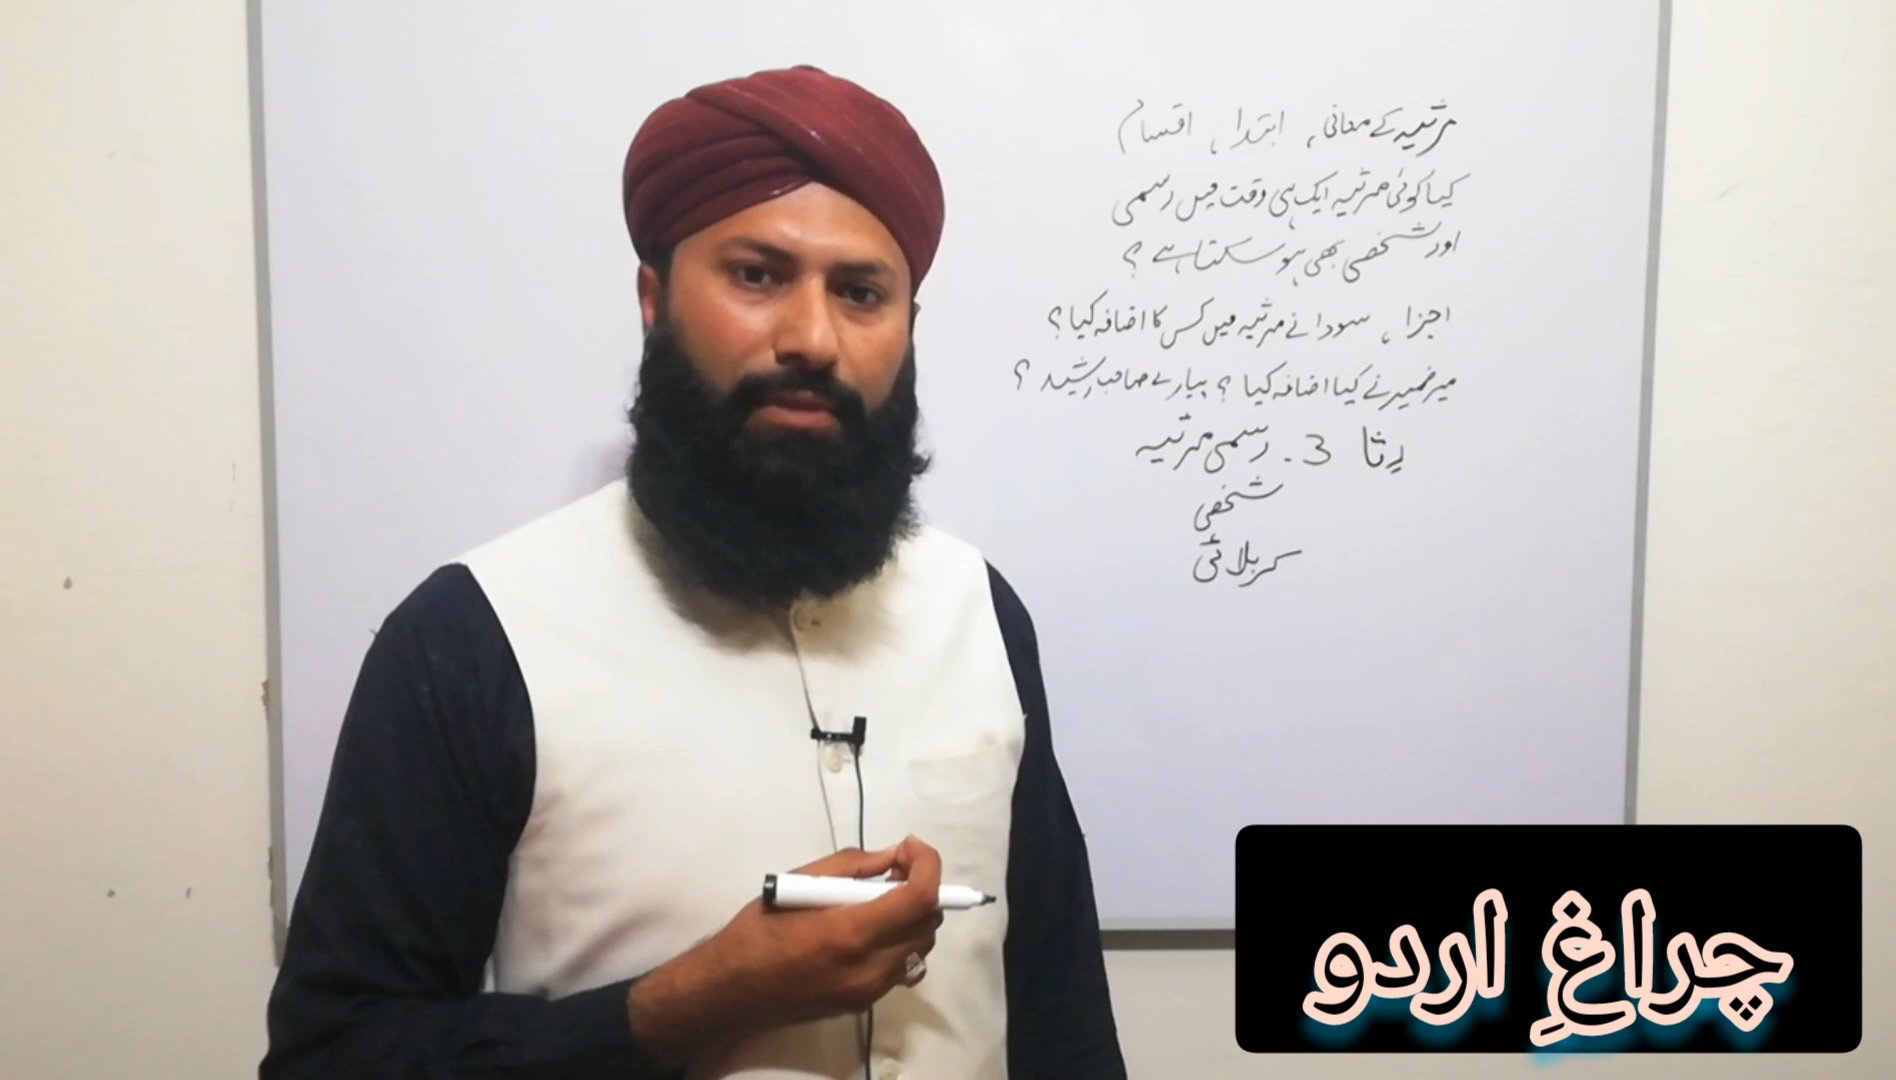 مرثیہ کے معانی، ابتدا، اقسام
کیا کوئی مرثیہ ایک ہی وقت میں رسمی
اور شخصی بھی ہو سکتا ہے ؟
اجزا ، سودا نے مرثیہ میں کس کا اضافہ کیا ؟
میر ضمیر نے کیا اضافہ کیا ؟ پیارے صاحب رشید ؟
رِثا 3. رسمی مرثیہ
شخصی
کربلائی
چراغِ اردو